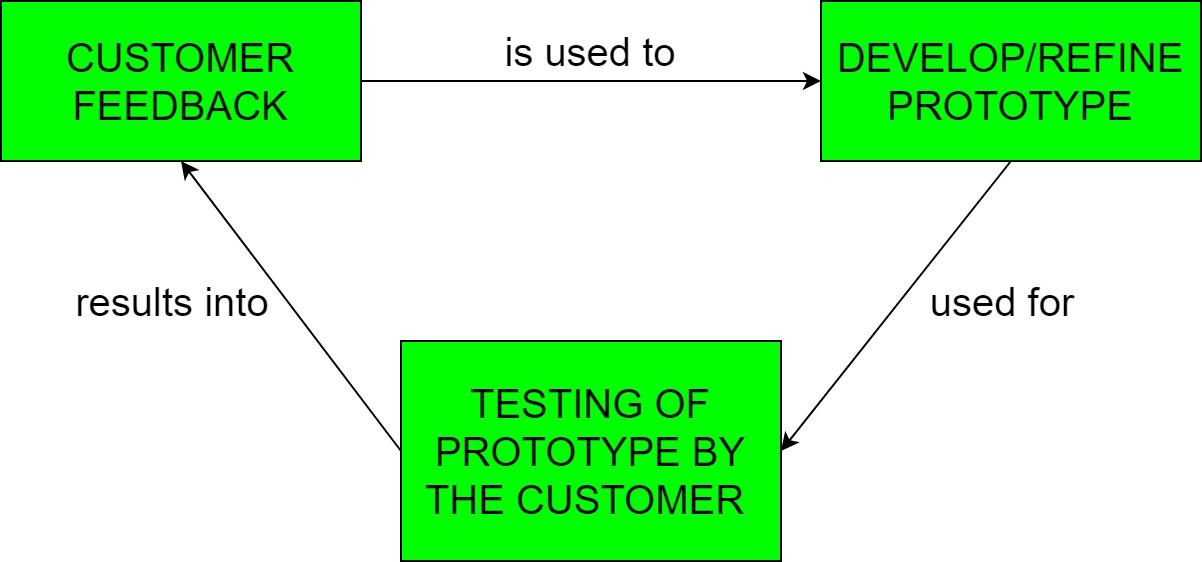 CUSTOMER
FEEDBACK
is used to
DEVELOP/REFINE
PROTOTYPE
results into
used for
TESTING OF
PROTOTYPE BY
THE CUSTOMER